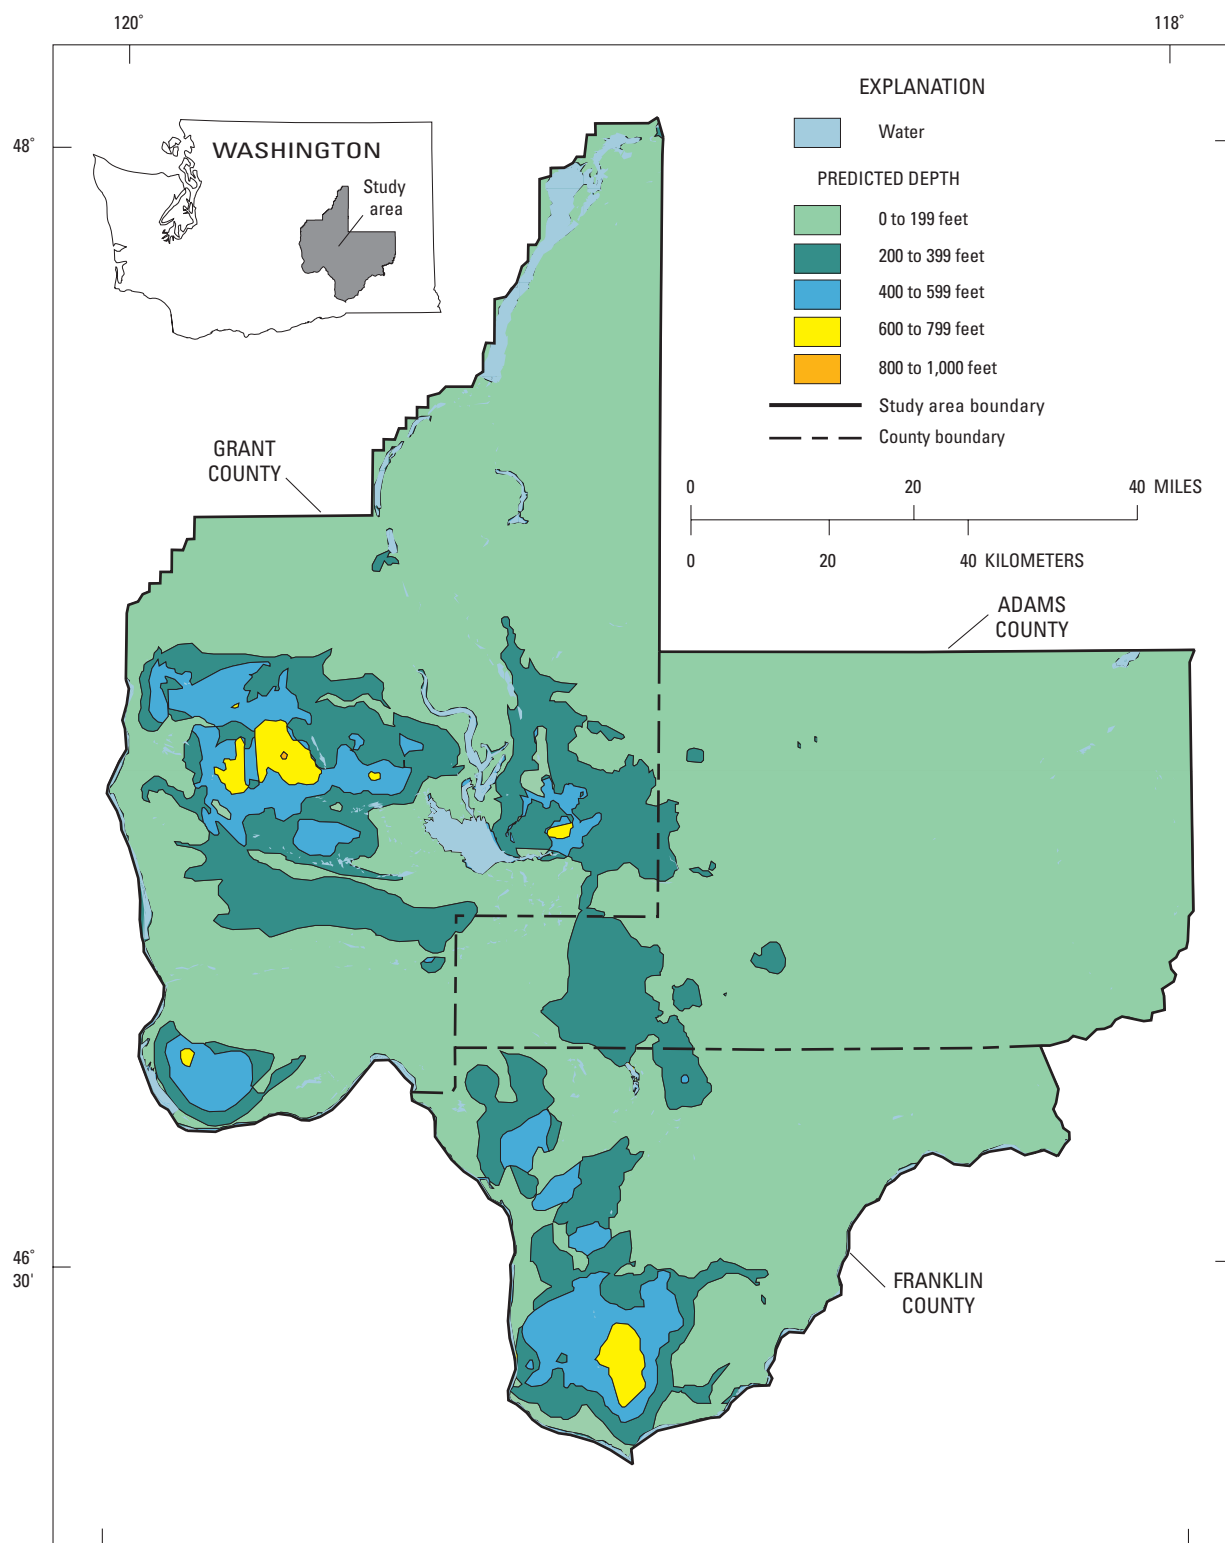 120°
118°
48°
WASHINGTON
Study
area
EXPLANATION
Water
PREDICTED DEPTH
0 to 199 feet
200 to 399 feet
400 to 599 feet
600 to 799 feet
800 to 1,000 feet
Study area boundary
County boundary
GRANT
COUNTY
0 20 40 MILES
0 20 40 KILOMETERS
ADAMS
COUNTY
46°
30'
FRANKLIN
COUNTY